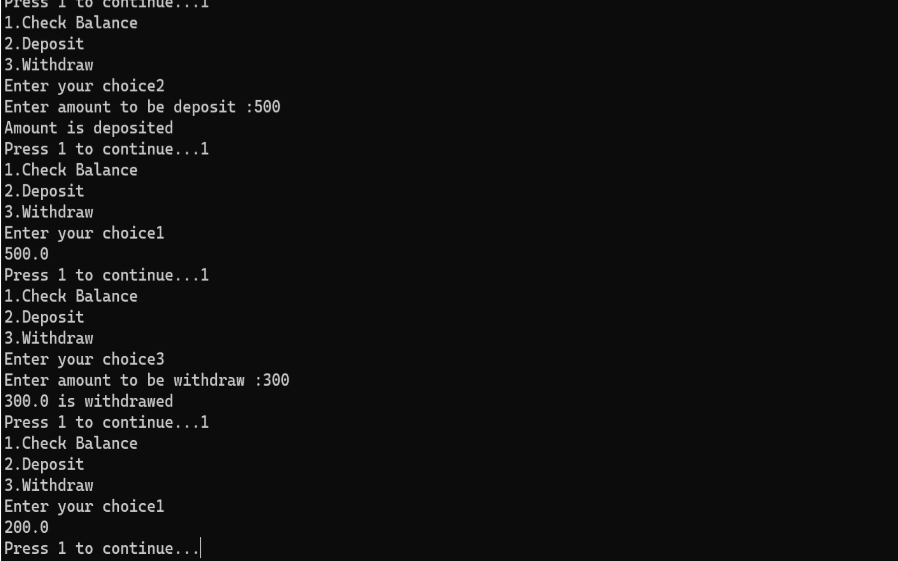 Press 1 to continue...1
1.Check Balance
2.Deposit
3.Withdraw
Enter your choice2
Enter amount to be deposit :500
Amount is deposited
Press 1 to continue...1
1.Check Balance
2.Deposit
3.Withdraw
Enter your choice1
500.0
Press 1 to continue...1
1.Check Balance
2.Deposit
3.Withdraw
Enter your choice3
Enter amount to be withdraw :300
300.0 is withdrawed
Press 1 to continue...1
1.Check Balance
2.Deposit
3.Withdraw
Enter your choice1
200.0
Press 1 to continue...